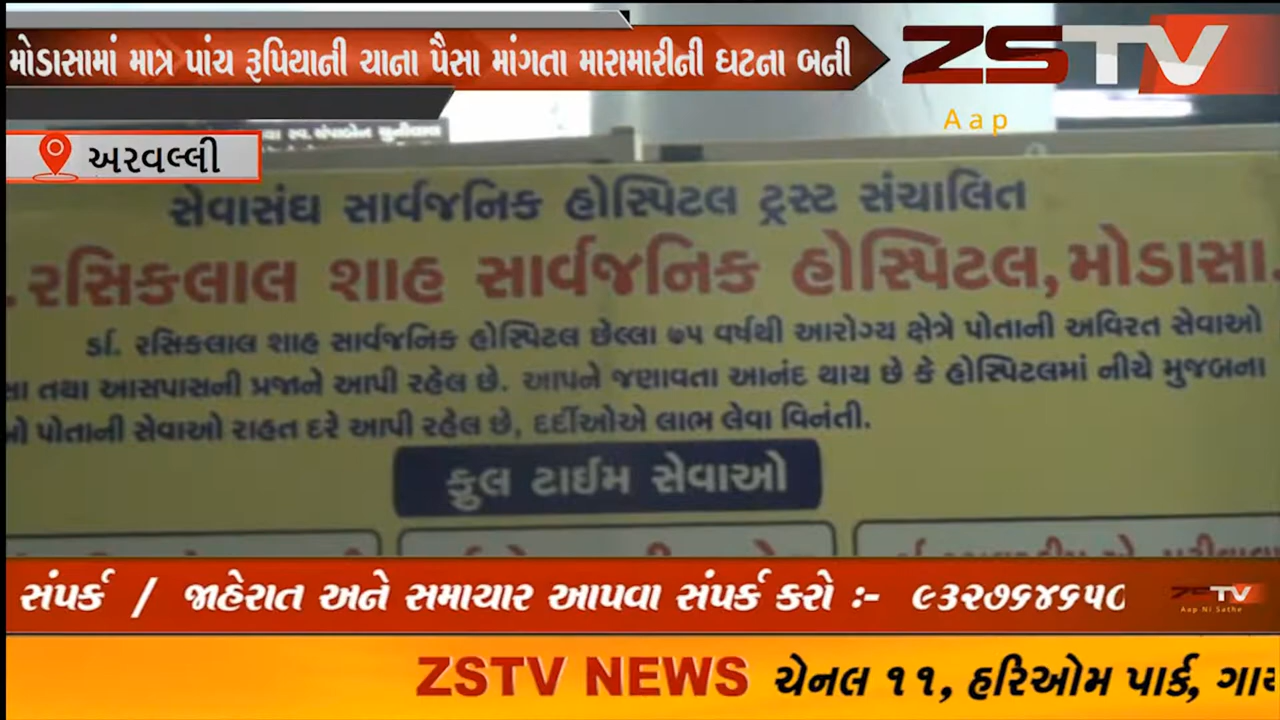 મોડાસામાં માત્ર પાંચ રૂપિયાની ચાના પૈસા માંગતા મારામારીની ઘટના બની
ZSTV
Aap
સ્વ. ચંપાબેન ચુનીલાલ
અરવલ્લી
સેવાસંઘ સાર્વજનિક હોસ્પિટલ ટ્રસ્ટ સંચાલિત
રસિકલાલ શાહ સાર્વજનિક હોસ્પિટલ, મોડાસા.
ર્ડા. રસિકલાલ શાહ સાર્વજનિક હોસ્પિટલ છેલ્લા ૭૫ વર્ષથી આરોગ્ય ક્ષેત્રે પોતાની અવિરત સેવાઓ
તથા આસપાસની પ્રજાને આપી રહેલ છે. આપને જણાવતા આનંદ થાય છે કે હોસ્પિટલમાં નીચે મુજબના
પોતાની સેવાઓ રાહત દરે આપી રહેલ છે, દર્દીઓએ લાભ લેવા વિનંતી.
ફુલ ટાઈમ સેવાઓ
સંપર્ક / જાહેરાત અને સમાચાર આપવા સંપર્ક કરો :- ૯૩૨૭૬૪૬૫૦
ZSTV
Aap Ni Sathe
ZSTV NEWS ચેનલ ૧૧, હરિઓમ પાર્ક,